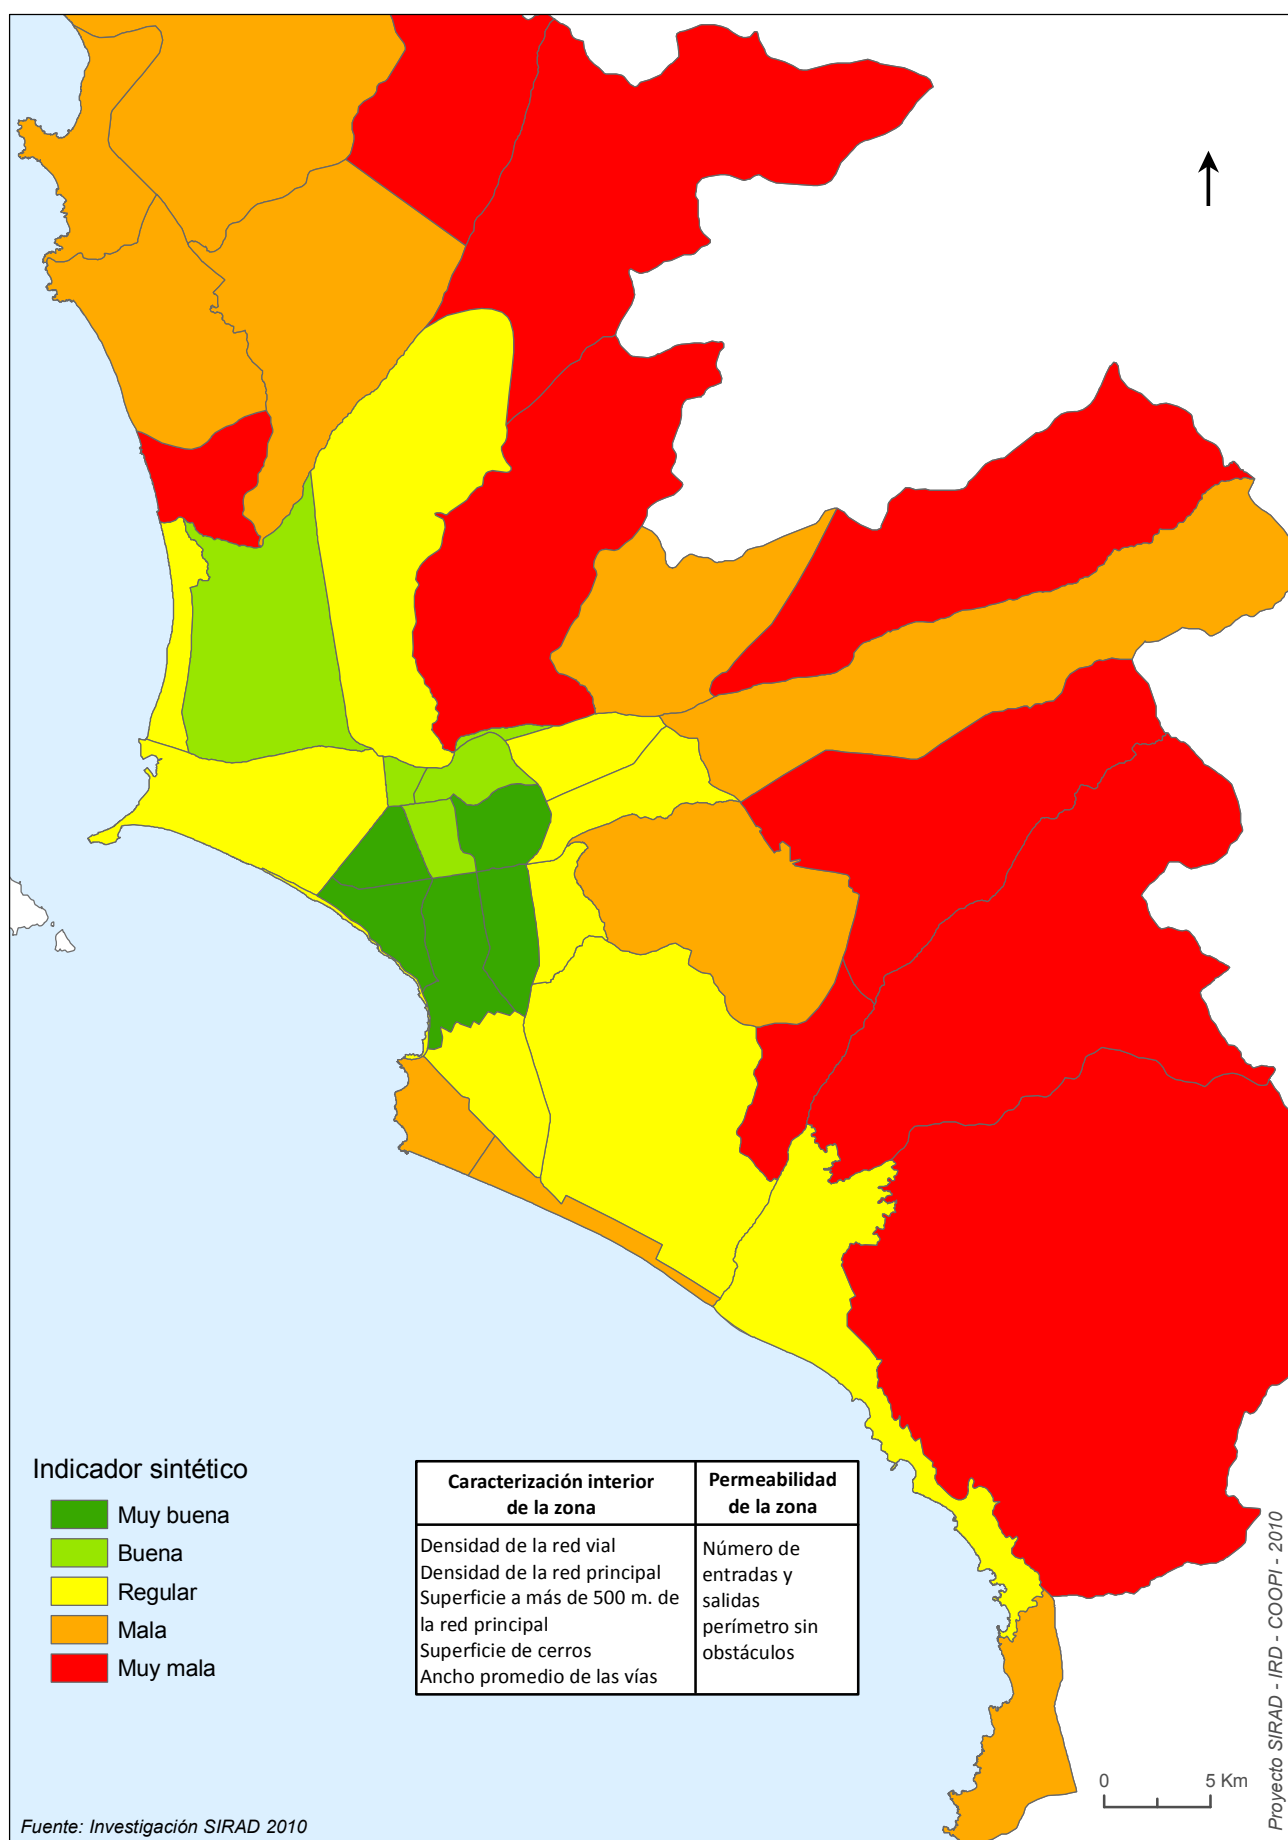 Indicador sintético
Muy buena
Buena
Regular
Mala
Muy mala
Caracterización interior
de la zona
Densidad de la red vial
Densidad de la red principal
Superficie a más de 500 m. de
la red principal
Superficie de cerros
Ancho promedio de las vías
Permeabilidad
de la zona
Número de
entradas y
salidas
perímetro sin
obstáculos
0 5 Km
Proyecto SIRAD - IRD - COOPI - 2010
Fuente: Investigación SIRAD 2010